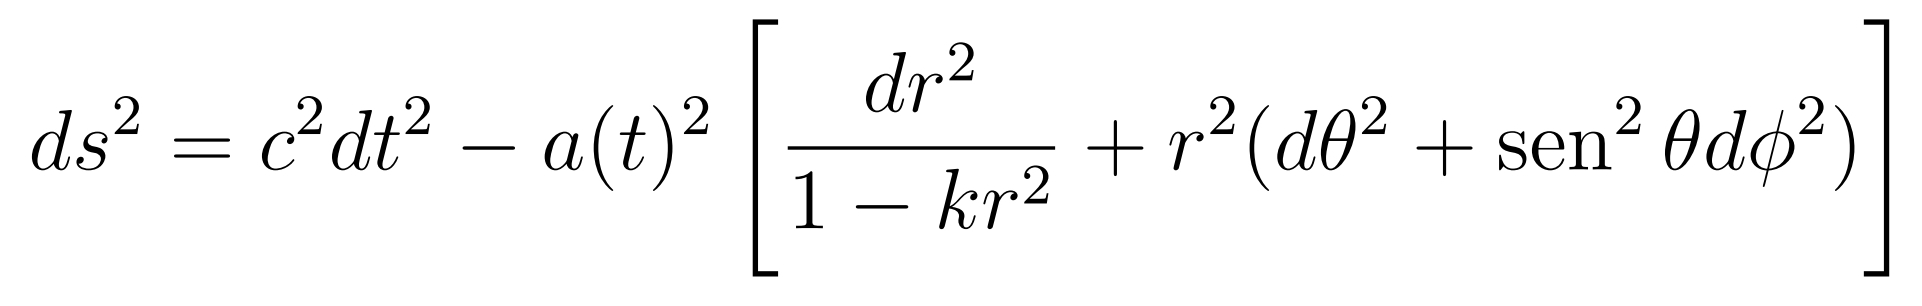 ds² = c²dt² − a(t)² [ dr² / (1 − kr²) + r²(dθ² + sen² θdϕ²) ]